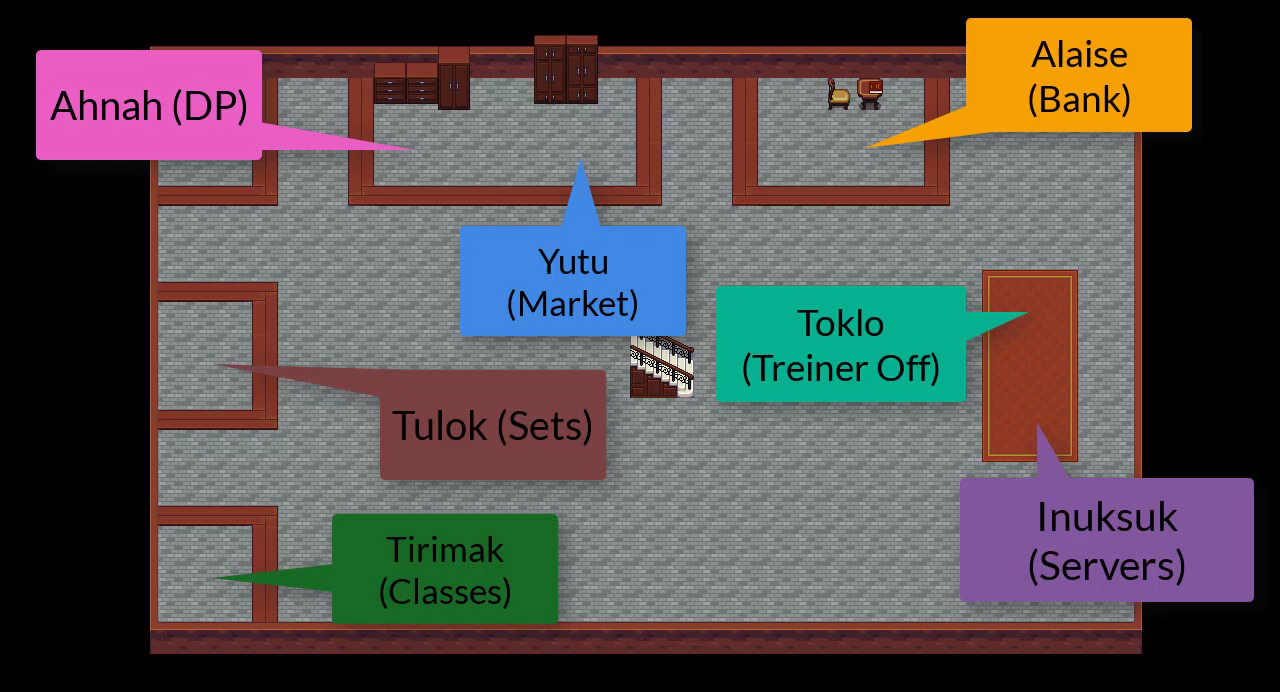 Ahnah (DP)
Alaise
(Bank)
Yutu
(Market)
Toklo
(Treiner Off)
Tulok (Sets)
Inuksuk
(Servers)
Tirimak
(Classes)